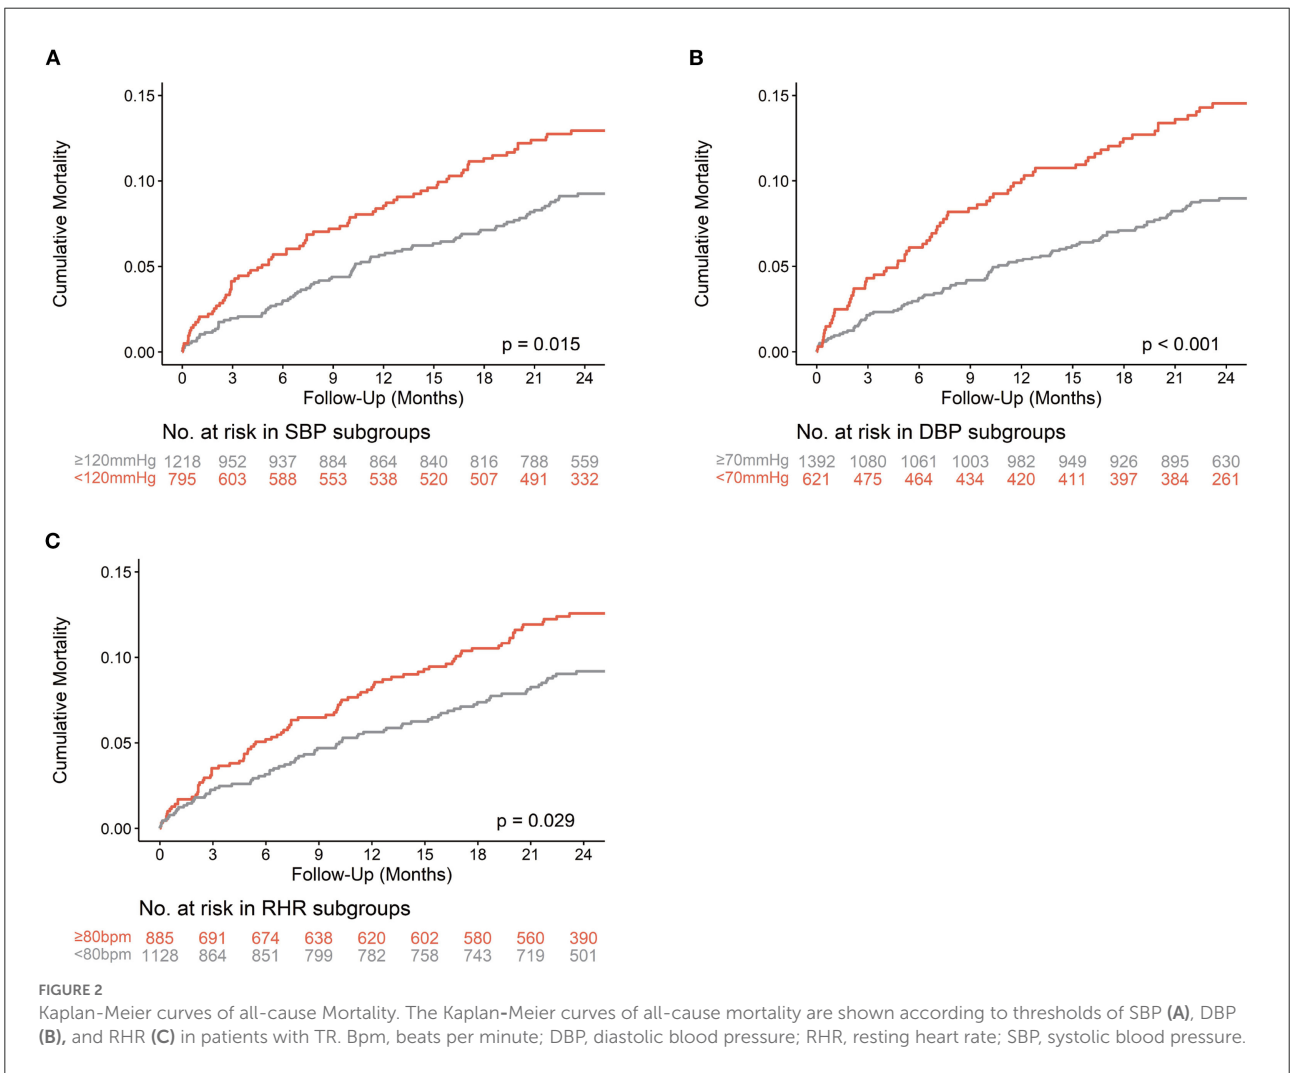 A
0.15
0.10
0.05
0.00
Cumulative Mortality
p = 0.015
0 3 6 9 12 15 18 21 24
Follow-Up (Months)
No. at risk in SBP subgroups
≥120mmHg 1218 952 937 884 864 840 816 788 559
<120mmHg 795 603 588 553 538 520 507 491 332
B
0.15
0.10
0.05
0.00
Cumulative Mortality
p < 0.001
0 3 6 9 12 15 18 21 24
Follow-Up (Months)
No. at risk in DBP subgroups
≥70mmHg 1392 1080 1061 1003 982 949 926 895 630
<70mmHg 621 475 464 434 420 411 397 384 261
C
0.15
0.10
0.05
0.00
Cumulative Mortality
p = 0.029
0 3 6 9 12 15 18 21 24
Follow-Up (Months)
No. at risk in RHR subgroups
≥80bpm 885 691 674 638 620 602 580 560 390
<80bpm 1128 864 851 799 782 758 743 719 501
FIGURE 2
Kaplan-Meier curves of all-cause Mortality. The Kaplan-Meier curves of all-cause mortality are shown according to thresholds of SBP (A), DBP
(B), and RHR (C) in patients with TR. Bpm, beats per minute; DBP, diastolic blood pressure; RHR, resting heart rate; SBP, systolic blood pressure.